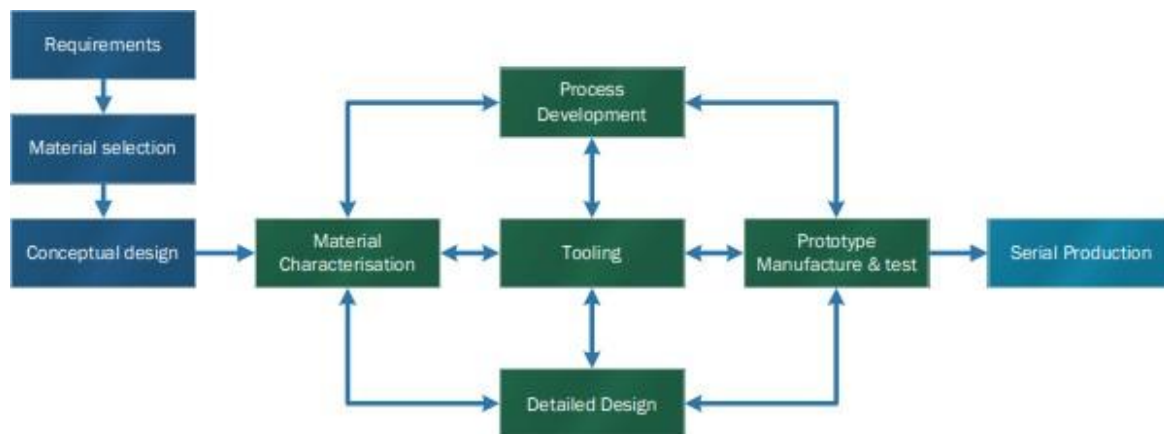 Requirements
Material selection
Conceptual design
Process
Development
Material
Characterisation
Tooling
Prototype
Manufacture & test
Serial Production
Detailed Design